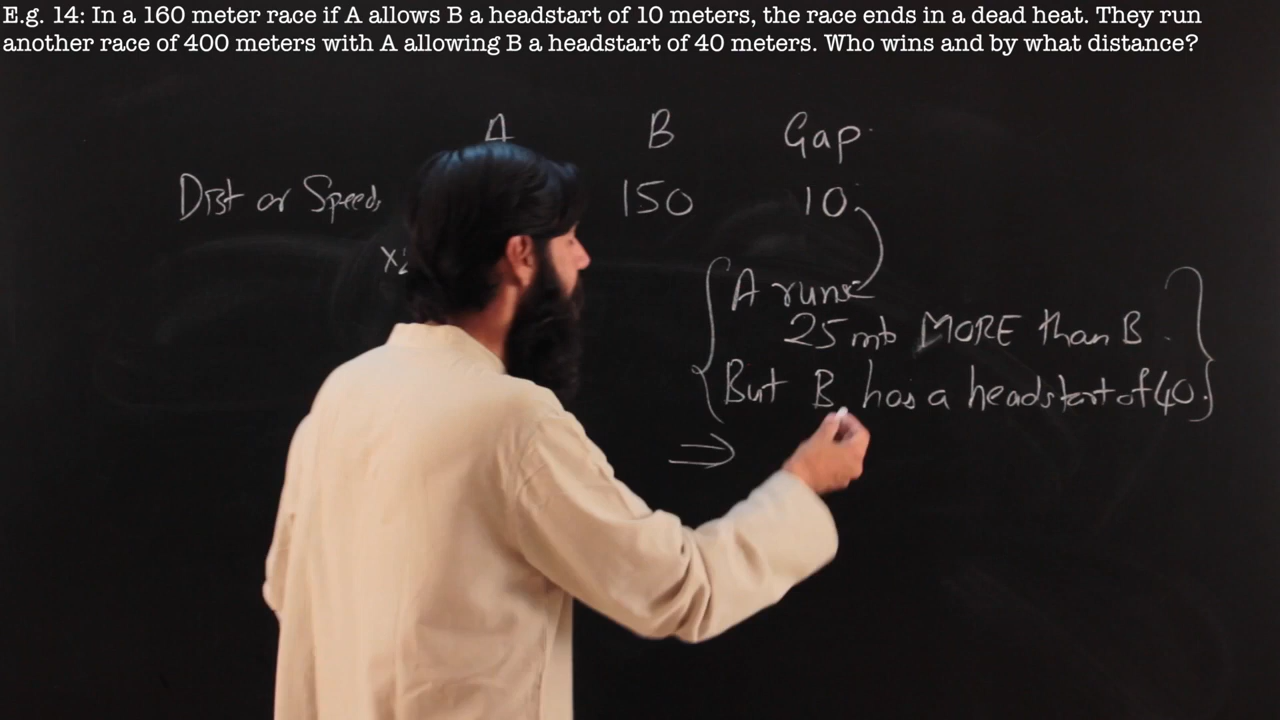 E.g. 14: In a 160 meter race if A allows B a headstart of 10 meters, the race ends in a dead heat. They run
another race of 400 meters with A allowing B a headstart of 40 meters. Who wins and by what distance?
A B Gap
Dist or Speeds 150 10
A runs
25 mts MORE than B.
But B has a headstart of 40.
⇒